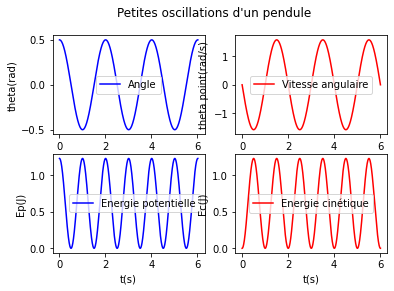 Petites oscillations d'un pendule
0.5
0.0
−0.5
theta(rad)
Angle
0
2
4
6
1
0
−1
theta point(rad/s)
Vitesse angulaire
0
2
4
6
1.0
0.5
0.0
Ep(J)
Energie potentielle
0
2
4
6
t(s)
1.0
0.5
0.0
Ec(J)
Energie cinétique
0
2
4
6
t(s)